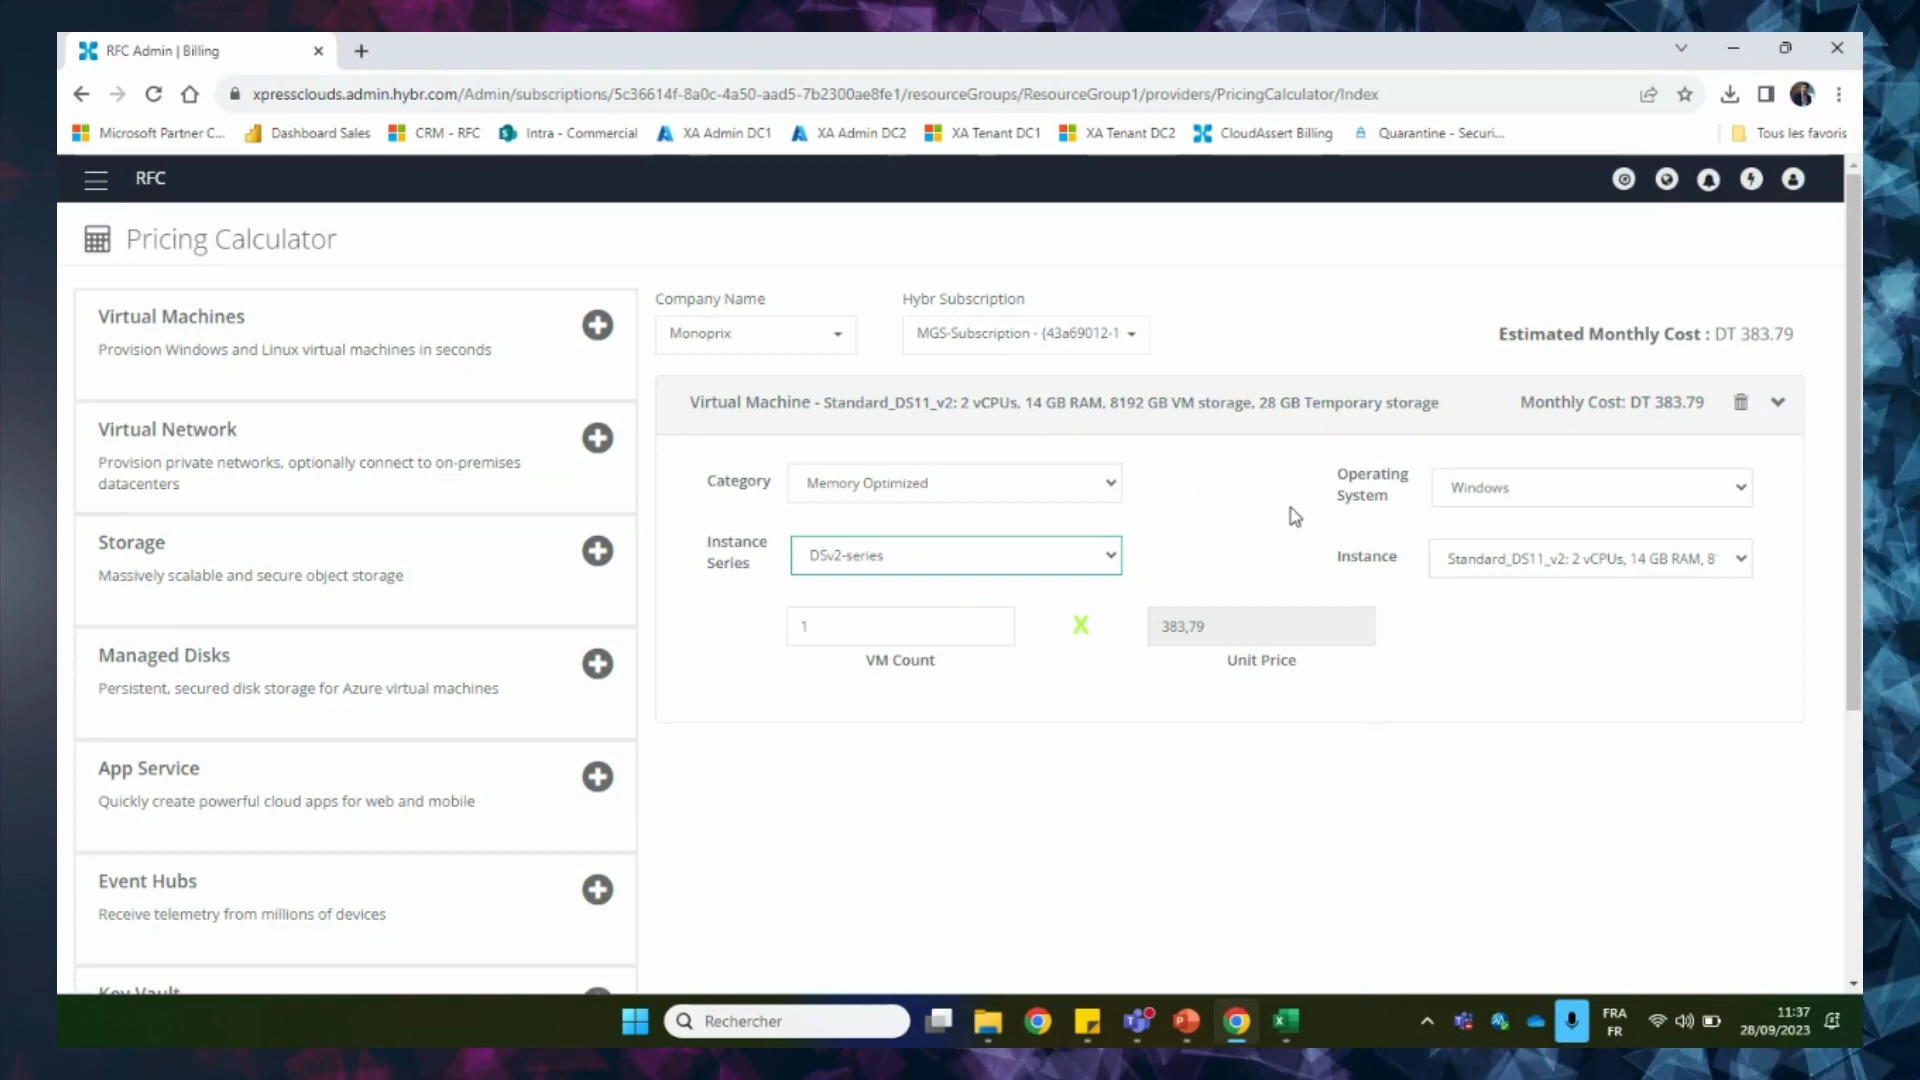 RFC Admin | Billing
xpressclouds.admin.hybr.com/Admin/subscriptions/5c36614f-8a0c-4a50-aad5-7b2300ae8fe1/resourceGroups/ResourceGroup1/providers/PricingCalculator/Index
Microsoft Partner C...
Dashboard Sales
CRM - RFC
Intra - Commercial
XA Admin DC1
XA Admin DC2
XA Tenant DC1
XA Tenant DC2
CloudAssert Billing
Quarantine - Securi...
Tous les favoris
RFC
Pricing Calculator
Virtual Machines
Provision Windows and Linux virtual machines in seconds
Virtual Network
Provision private networks, optionally connect to on-premises
datacenters
Storage
Massively scalable and secure object storage
Managed Disks
Persistent, secured disk storage for Azure virtual machines
App Service
Quickly create powerful cloud apps for web and mobile
Event Hubs
Receive telemetry from millions of devices
Key Vault
Company Name
Monoprix
Hybr Subscription
MGS-Subscription - (43a69012-1
Estimated Monthly Cost : DT 383.79
Virtual Machine - Standard_DS11_v2: 2 vCPUs, 14 GB RAM, 8192 GB VM storage, 28 GB Temporary storage
Monthly Cost: DT 383.79
Category
Memory Optimized
Operating
System
Windows
Instance
Series
DSv2-series
Instance
Standard_DS11_v2: 2 vCPUs, 14 GB RAM, 8
1
X
383,79
VM Count
Unit Price
Rechercher
FRA
FR
11:37
28/09/2023